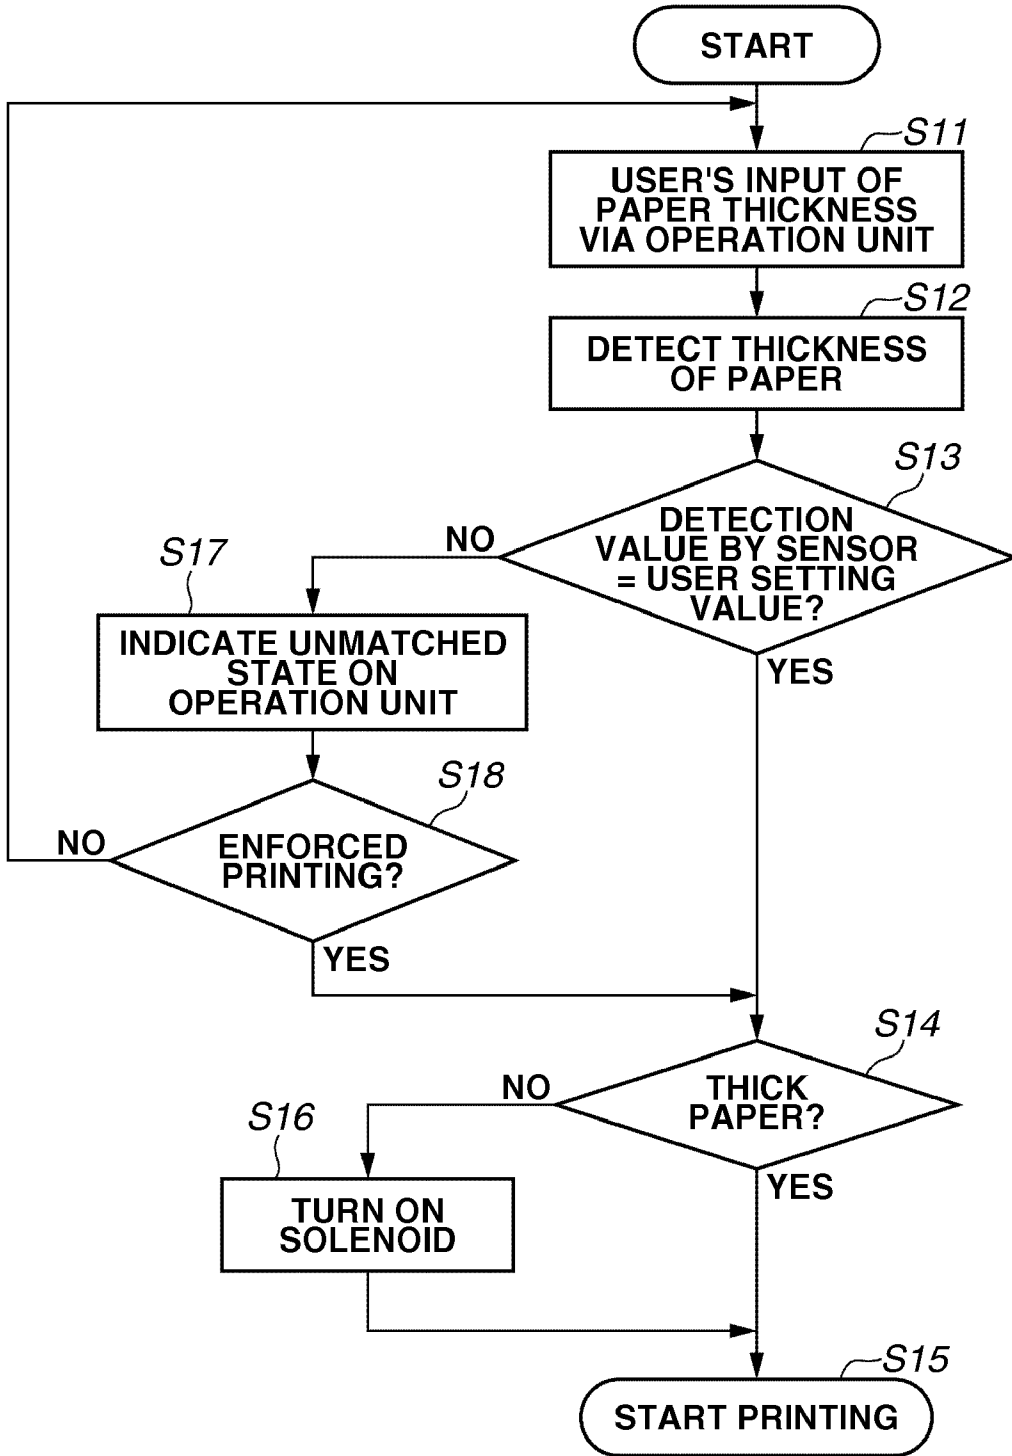 START
S11
USER'S INPUT OF
PAPER THICKNESS
VIA OPERATION UNIT
S12
DETECT THICKNESS
OF PAPER
S13
DETECTION
VALUE BY SENSOR
= USER SETTING
VALUE?
NO
YES
S17
INDICATE UNMATCHED
STATE ON
OPERATION UNIT
S18
ENFORCED
PRINTING?
NO
YES
S14
THICK
PAPER?
NO
YES
S16
TURN ON
SOLENOID
S15
START PRINTING